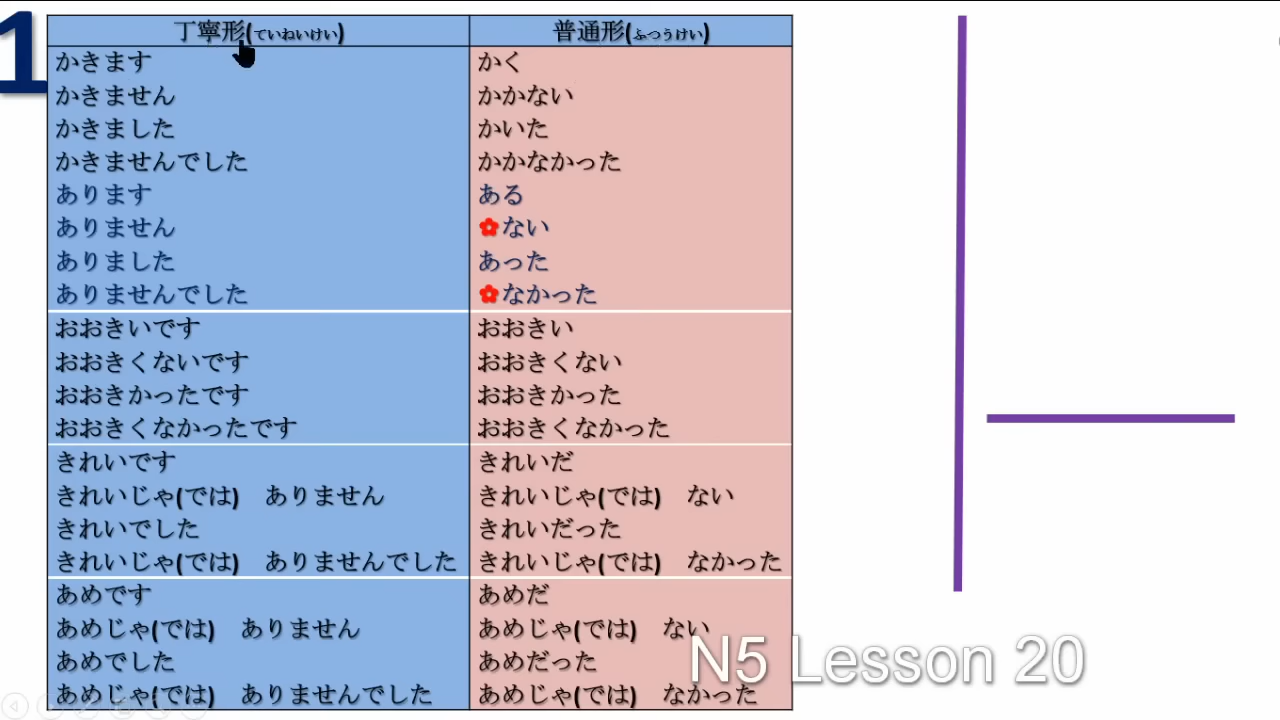 1
丁寧形(ていねいけい) 普通形(ふつうけい)
かきます かく
かきません かかない
かきました かいた
かきませんでした かかなかった
あります ある
ありません ✿ない
ありました あった
ありませんでした ✿なかった
おおきいです おおきい
おおきくないです おおきくない
おおきかったです おおきかった
おおきくなかったです おおきくなかった
きれいです きれいだ
きれいじゃ(では) ありません きれいじゃ(では) ない
きれいでした きれいだった
きれいじゃ(では) ありませんでした きれいじゃ(では) なかった
あめです あめだ
あめじゃ(では) ありません あめじゃ(では) ない
あめでした あめだった
あめじゃ(では) ありませんでした あめじゃ(では) なかった
N5 Lesson 20